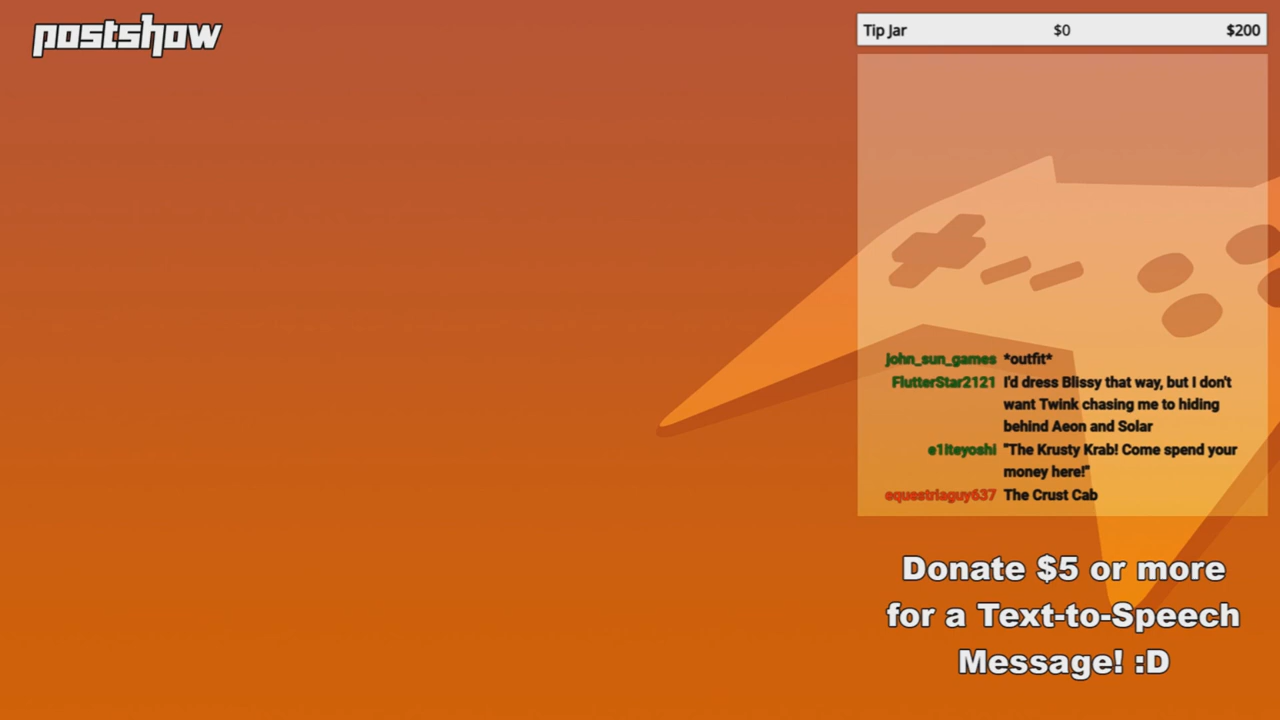 postshow
Tip Jar $0 $200
john_sun_games *outfit*
FlutterStar2121 I'd dress Blissy that way, but I don't
want Twink chasing me to hiding
behind Aeon and Solar
e1iteyoshi "The Krusty Krab! Come spend your
money here!"
equestriaguy637 The Crust Cab
Donate $5 or more
for a Text-to-Speech
Message! :D